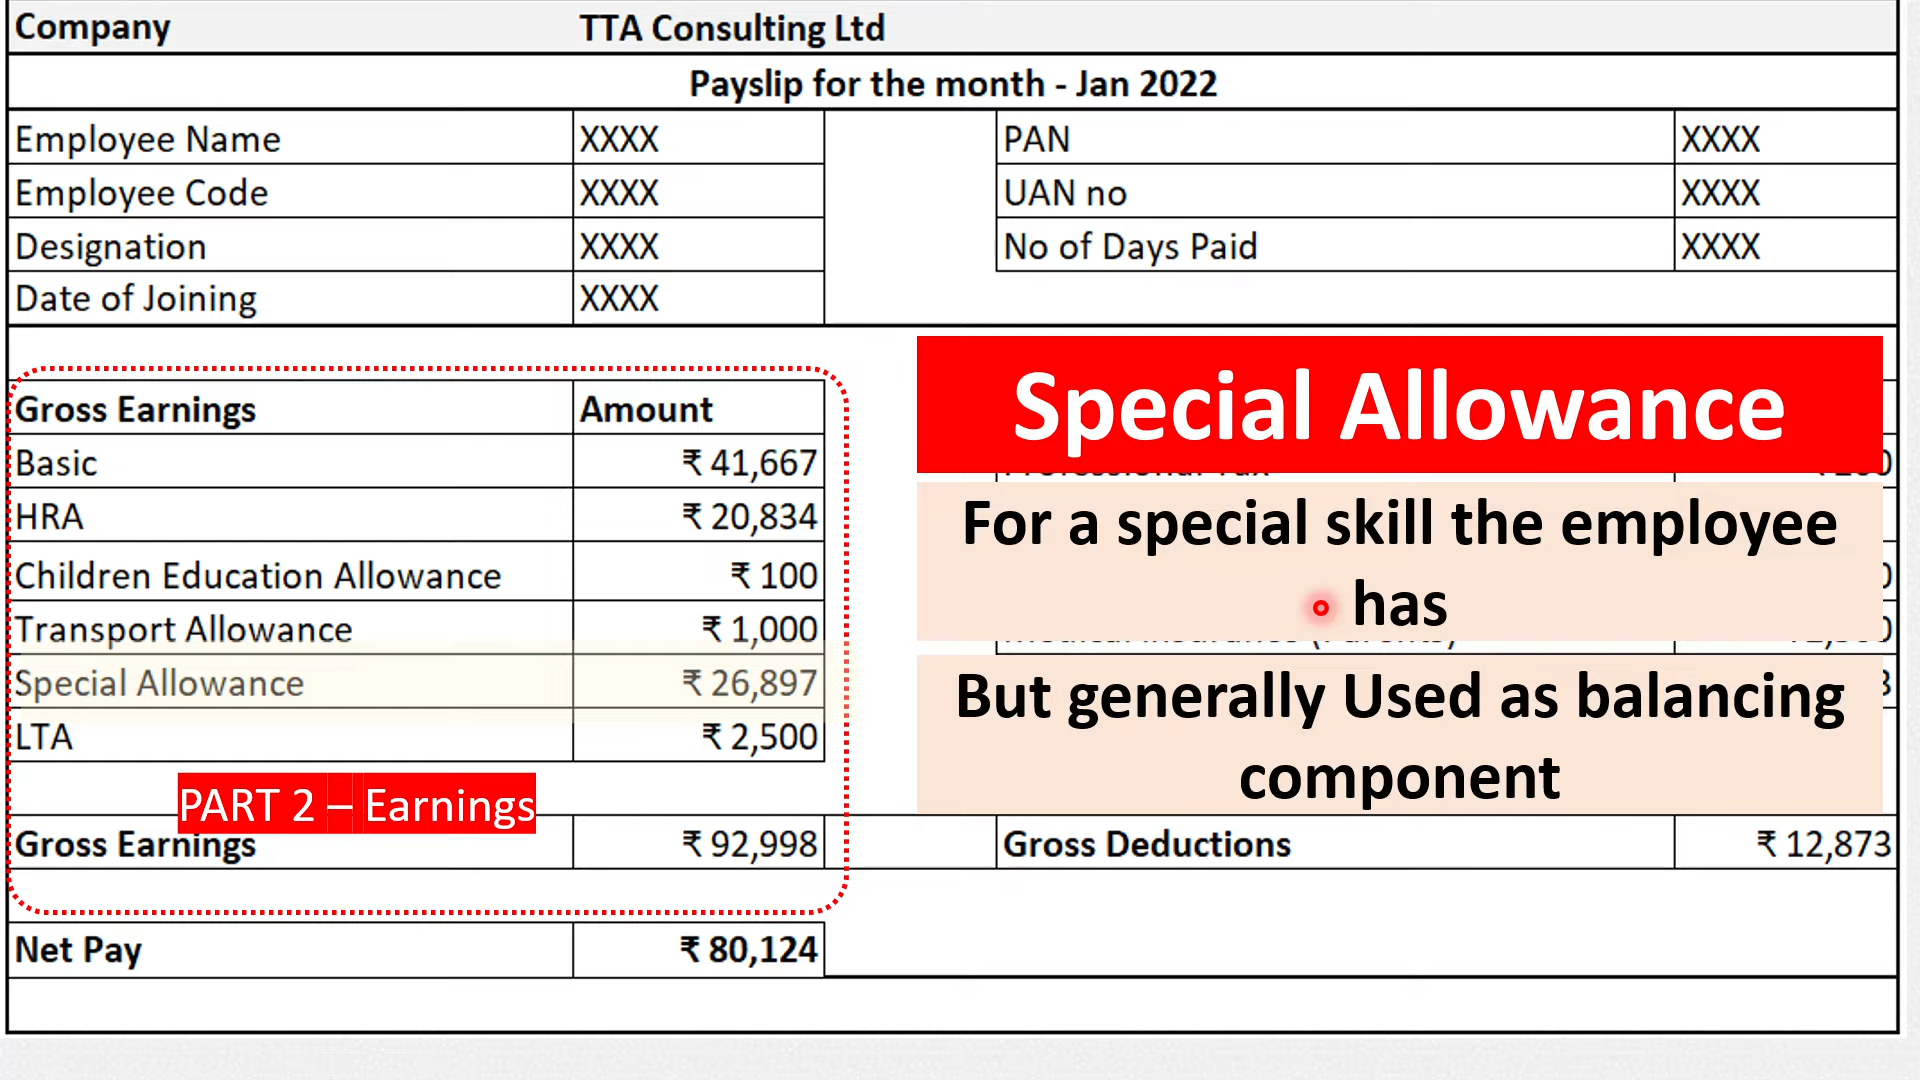 Company TTA Consulting Ltd
Payslip for the month - Jan 2022
Employee Name XXXX PAN XXXX
Employee Code XXXX UAN no XXXX
Designation XXXX No of Days Paid XXXX
Date of Joining XXXX
Gross Earnings Amount
Basic ₹ 41,667
HRA ₹ 20,834
Children Education Allowance ₹ 100
Transport Allowance ₹ 1,000
Special Allowance ₹ 26,897
LTA ₹ 2,500
PART 2 – Earnings
Special Allowance
For a special skill the employee
has
But generally Used as balancing
component
Gross Earnings ₹ 92,998 Gross Deductions ₹ 12,873
Net Pay ₹ 80,124